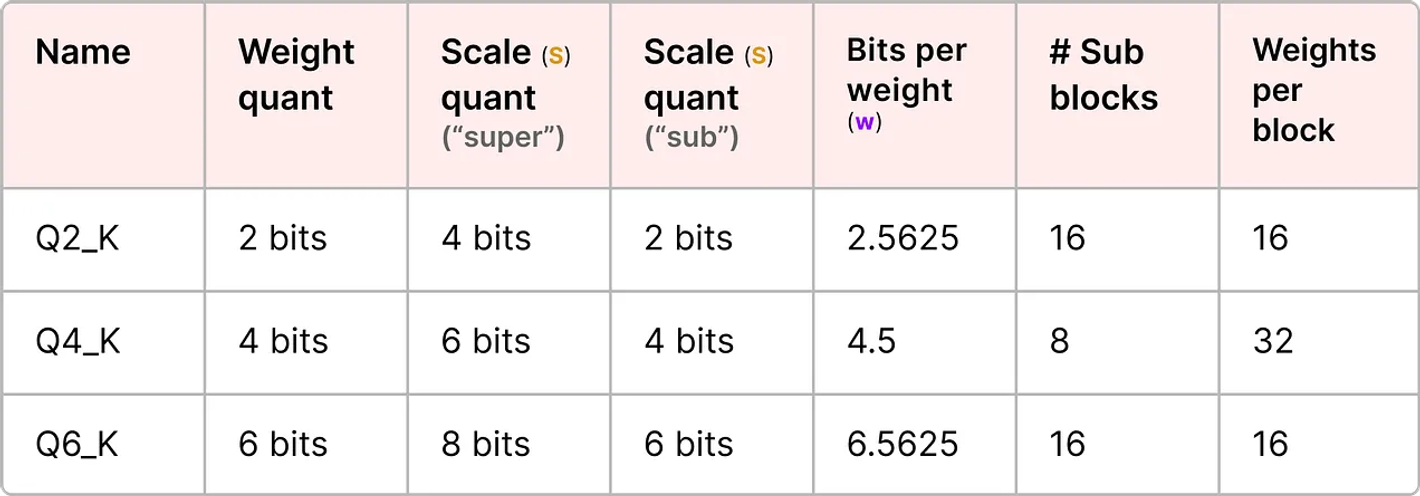 Name
Weight
quant
Scale (S)
quant
(“super”)
Scale (S)
quant
(“sub”)
Bits per
weight
(w)
# Sub
blocks
Weights
per
block
Q2_K 2 bits 4 bits 2 bits 2.5625 16 16
Q4_K 4 bits 6 bits 4 bits 4.5 8 32
Q6_K 6 bits 8 bits 6 bits 6.5625 16 16